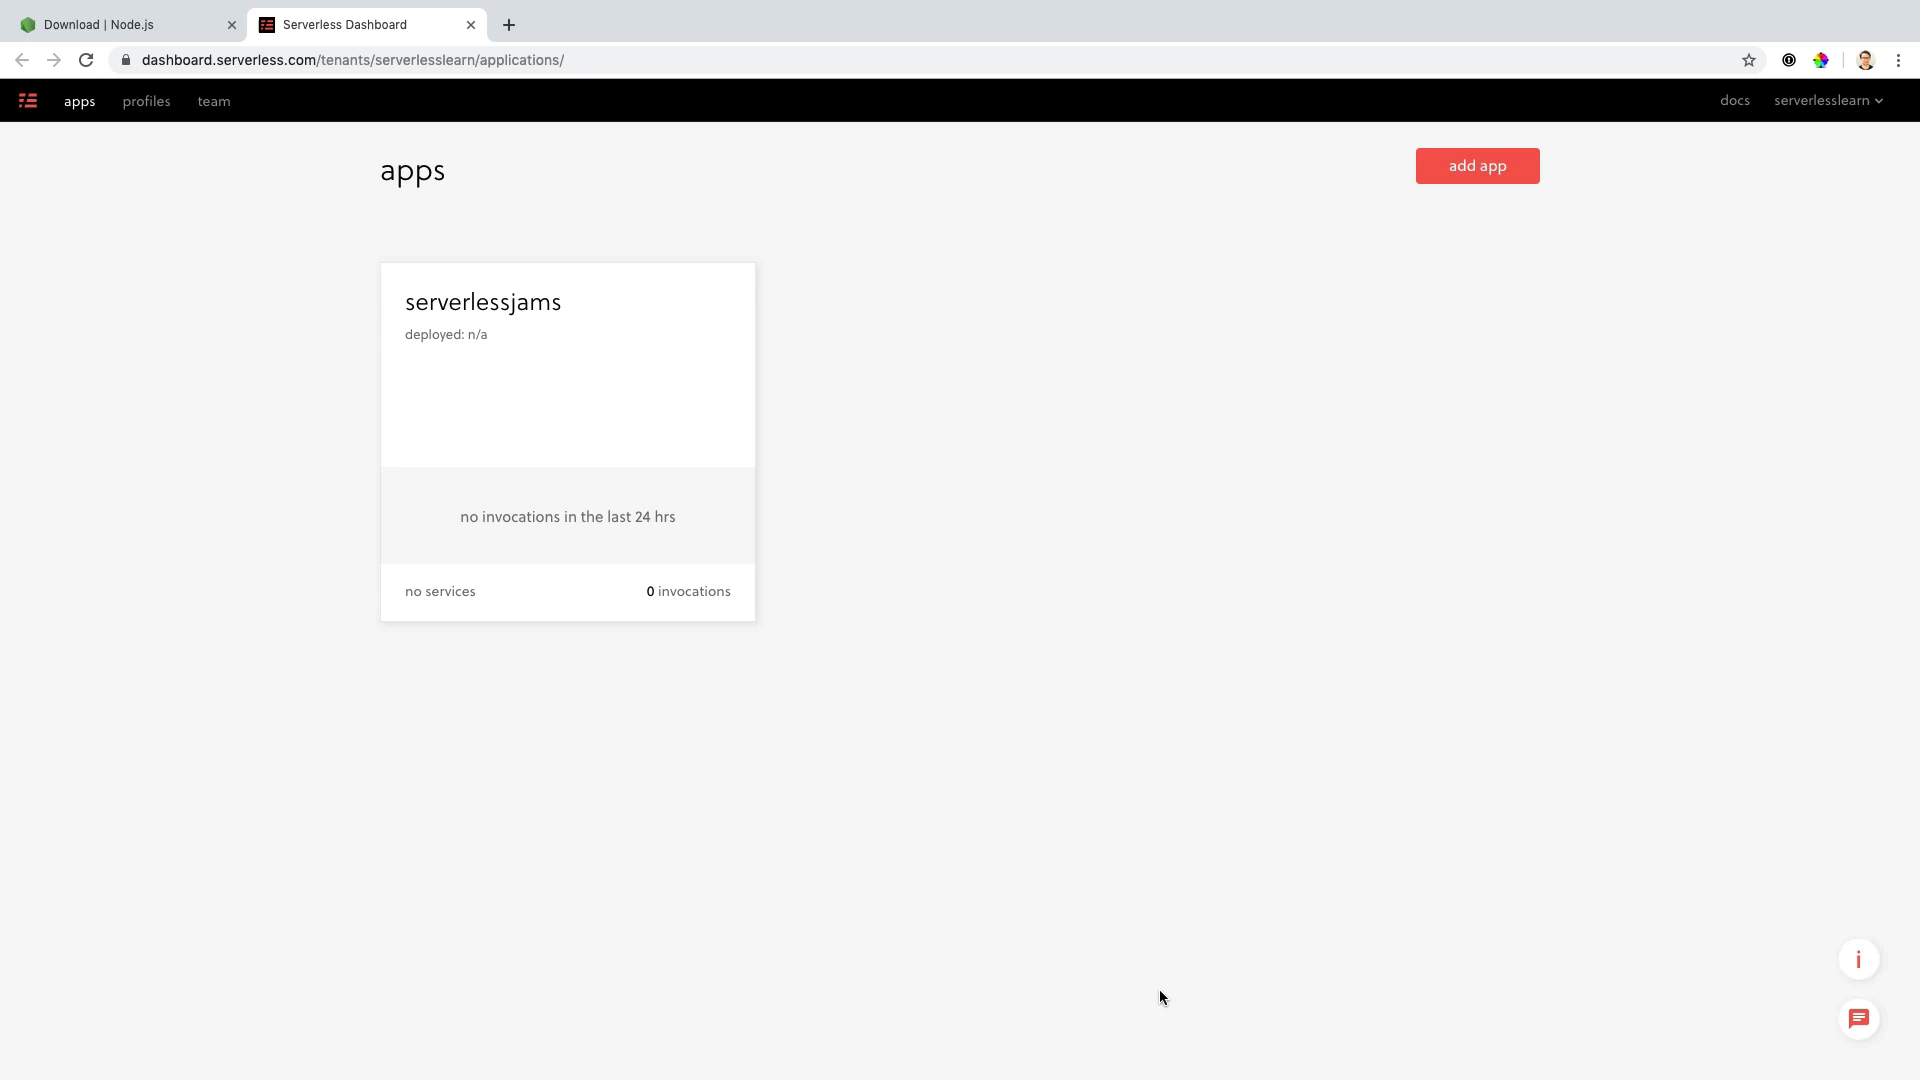 Download | Node.js
Serverless Dashboard
dashboard.serverless.com/tenants/serverlesslearn/applications/
apps profiles team docs serverlesslearn
apps
add app
serverlessjams
deployed: n/a
no invocations in the last 24 hrs
no services 0 invocations